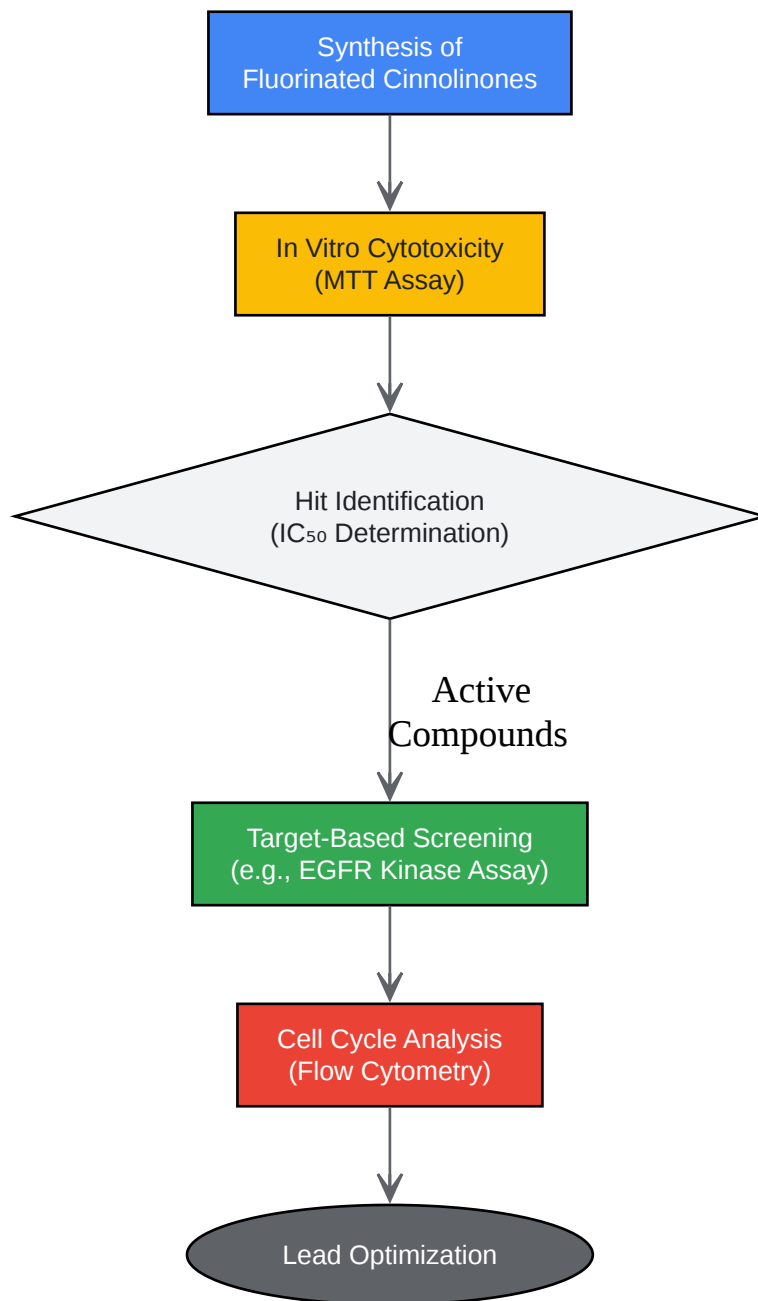 Synthesis of
Fluorinated Cinnolinones
In Vitro Cytotoxicity
(MTT Assay)
Hit Identification
(IC₅₀ Determination)
Active
Compounds
Target-Based Screening
(e.g., EGFR Kinase Assay)
Cell Cycle Analysis
(Flow Cytometry)
Lead Optimization